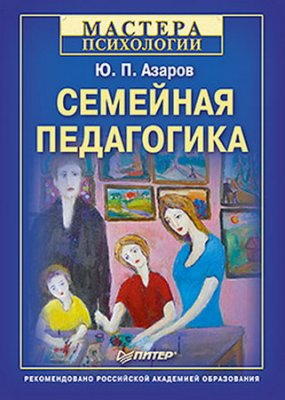 МАСТЕРА
ПСИХОЛОГИИ
Ю. П. Азаров
СЕМЕЙНАЯ
ПЕДАГОГИКА
ПИТЕР
РЕКОМЕНДОВАНО РОССИЙСКОЙ АКАДЕМИЕЙ ОБРАЗОВАНИЯ